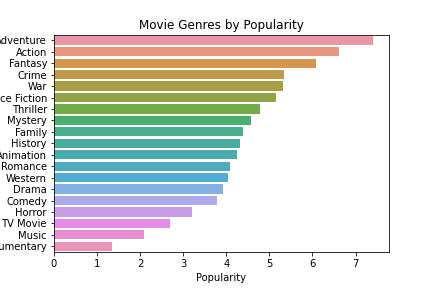 Movie Genres by Popularity
Adventure
Action
Fantasy
Crime
War
ce Fiction
Thriller
Mystery
Family
History
Animation
Romance
Western
Drama
Comedy
Horror
TV Movie
Music
umentary
0 1 2 3 4 5 6 7
Popularity